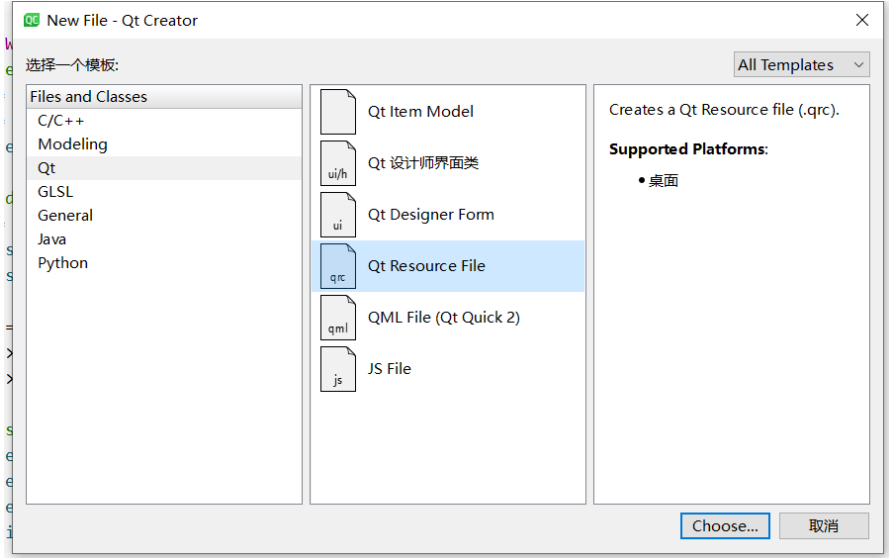 QC New File - Qt Creator
选择一个模板:
All Templates
Files and Classes
C/C++
Modeling
Qt
GLSL
General
Java
Python
Qt Item Model
ui/h
Qt 设计师界面类
ui
Qt Designer Form
qrc
Qt Resource File
qml
QML File (Qt Quick 2)
js
JS File
Creates a Qt Resource file (.qrc).
Supported Platforms:
• 桌面
Choose...
取消